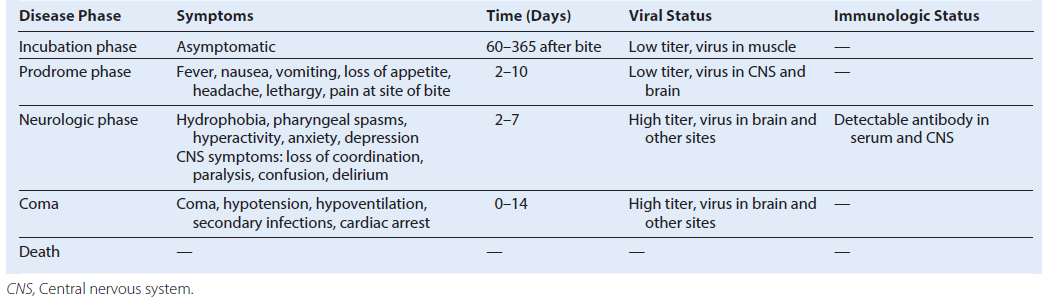 Disease Phase Symptoms Time (Days) Viral Status Immunologic Status
Incubation phase Asymptomatic 60–365 after bite Low titer, virus in muscle —
Prodrome phase Fever, nausea, vomiting, loss of appetite, 2–10 Low titer, virus in CNS and —
headache, lethargy, pain at site of bite brain
Neurologic phase Hydrophobia, pharyngeal spasms, 2–7 High titer, virus in brain and Detectable antibody in
hyperactivity, anxiety, depression other sites serum and CNS
CNS symptoms: loss of coordination,
paralysis, confusion, delirium
Coma Coma, hypotension, hypoventilation, 0–14 High titer, virus in brain and —
secondary infections, cardiac arrest other sites
Death — — — —
CNS, Central nervous system.